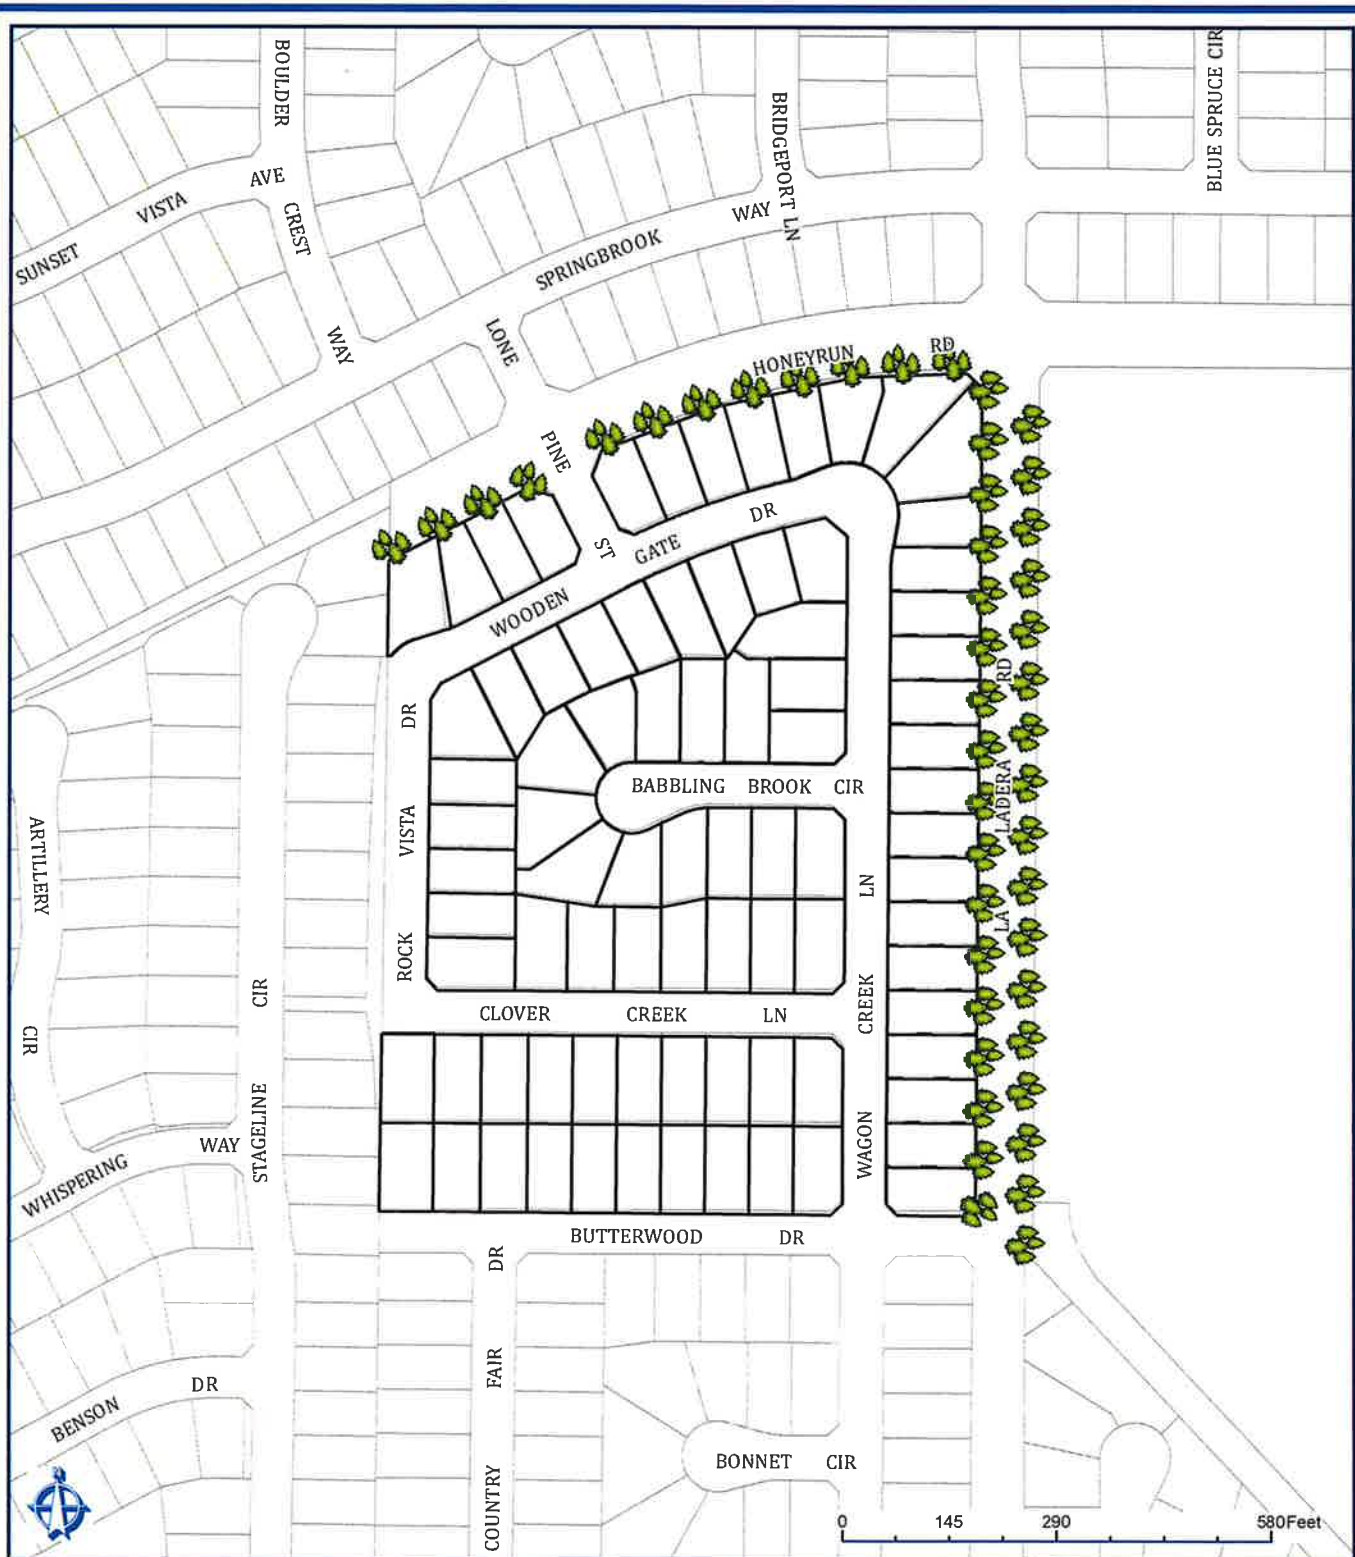 BOULDER
CREST
WAY
SUNSET VISTA AVE
BRIDGEPORT LN
BLUE SPRUCE CIR
SPRINGBROOK WAY
LONE
PINE
ST
HONEYRUN RD
WOODEN GATE DR
ROCK VISTA DR
BABBLING BROOK CIR
LA LADERA RD
ARTILLERY
CIR
STAGELINE CIR
CLOVER CREEK LN
WAGON CREEK LN
WHISPERING WAY
BUTTERWOOD DR
COUNTRY FAIR DR
BENSON DR
BONNET CIR
0 145 290 580Feet